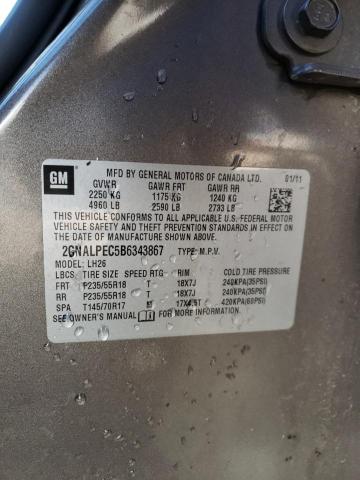 GM
MFD. BY GENERAL MOTORS OF CANADA LTD. 01/11
GVWR GAWR FRT GAWR RR
2250 KG 1175 KG 1240 KG
4960 LB 2590 LB 2733 LB
THIS VEHICLE CONFORMS TO ALL APPLICABLE U.S. FEDERAL MOTOR
VEHICLE SAFETY AND THEFT PREVENTION STANDARDS IN EFFECT ON
THE DATE OF MANUFACTURE SHOWN ABOVE.
2GNALPEC5B6343867 TYPE: M.P.V.
MODEL: LH26
LBCS TIRE SIZE SPEED RTG RIM COLD TIRE PRESSURE
FRT P235/55R18 T 18X7J 240KPA(35PSI)
RR P235/55R18 T 18X7J 240KPA(35PSI)
SPA T145/70R17 M 17X4.5T 420KPA(60PSI)
SEE OWNER'S MANUAL FOR MORE INFORMATION.